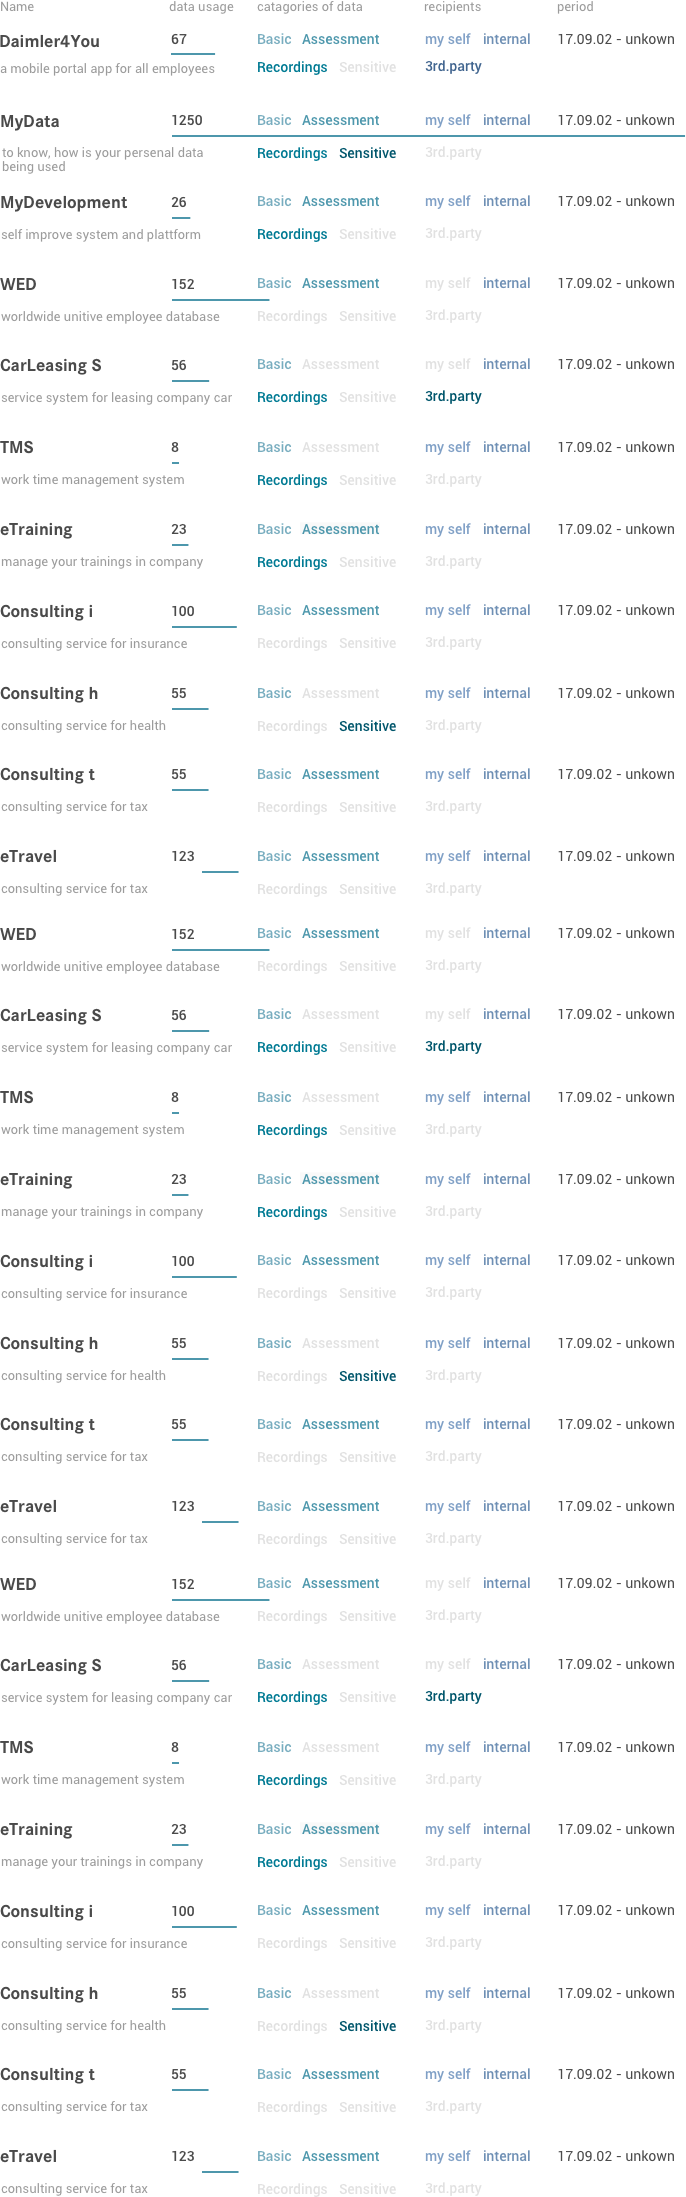 Name data usage catagories of data recipients period
Daimler4You 67 Basic Assessment my self internal 17.09.02 - unkown
a mobile portal app for all employees Recordings Sensitive 3rd.party
MyData 1250 Basic Assessment my self internal 17.09.02 - unkown
to know, how is your persenal data Recordings Sensitive 3rd.party
being used
MyDevelopment 26 Basic Assessment my self internal 17.09.02 - unkown
self improve system and plattform Recordings Sensitive 3rd.party
WED 152 Basic Assessment my self internal 17.09.02 - unkown
worldwide unitive employee database Recordings Sensitive 3rd.party
CarLeasing S 56 Basic Assessment my self internal 17.09.02 - unkown
service system for leasing company car Recordings Sensitive 3rd.party
TMS 8 Basic Assessment my self internal 17.09.02 - unkown
work time management system Recordings Sensitive 3rd.party
eTraining 23 Basic Assessment my self internal 17.09.02 - unkown
manage your trainings in company Recordings Sensitive 3rd.party
Consulting i 100 Basic Assessment my self internal 17.09.02 - unkown
consulting service for insurance Recordings Sensitive 3rd.party
Consulting h 55 Basic Assessment my self internal 17.09.02 - unkown
consulting service for health Recordings Sensitive 3rd.party
Consulting t 55 Basic Assessment my self internal 17.09.02 - unkown
consulting service for tax Recordings Sensitive 3rd.party
eTravel 123 Basic Assessment my self internal 17.09.02 - unkown
consulting service for tax Recordings Sensitive 3rd.party
WED 152 Basic Assessment my self internal 17.09.02 - unkown
worldwide unitive employee database Recordings Sensitive 3rd.party
CarLeasing S 56 Basic Assessment my self internal 17.09.02 - unkown
service system for leasing company car Recordings Sensitive 3rd.party
TMS 8 Basic Assessment my self internal 17.09.02 - unkown
work time management system Recordings Sensitive 3rd.party
eTraining 23 Basic Assessment my self internal 17.09.02 - unkown
manage your trainings in company Recordings Sensitive 3rd.party
Consulting i 100 Basic Assessment my self internal 17.09.02 - unkown
consulting service for insurance Recordings Sensitive 3rd.party
Consulting h 55 Basic Assessment my self internal 17.09.02 - unkown
consulting service for health Recordings Sensitive 3rd.party
Consulting t 55 Basic Assessment my self internal 17.09.02 - unkown
consulting service for tax Recordings Sensitive 3rd.party
eTravel 123 Basic Assessment my self internal 17.09.02 - unkown
consulting service for tax Recordings Sensitive 3rd.party
WED 152 Basic Assessment my self internal 17.09.02 - unkown
worldwide unitive employee database Recordings Sensitive 3rd.party
CarLeasing S 56 Basic Assessment my self internal 17.09.02 - unkown
service system for leasing company car Recordings Sensitive 3rd.party
TMS 8 Basic Assessment my self internal 17.09.02 - unkown
work time management system Recordings Sensitive 3rd.party
eTraining 23 Basic Assessment my self internal 17.09.02 - unkown
manage your trainings in company Recordings Sensitive 3rd.party
Consulting i 100 Basic Assessment my self internal 17.09.02 - unkown
consulting service for insurance Recordings Sensitive 3rd.party
Consulting h 55 Basic Assessment my self internal 17.09.02 - unkown
consulting service for health Recordings Sensitive 3rd.party
Consulting t 55 Basic Assessment my self internal 17.09.02 - unkown
consulting service for tax Recordings Sensitive 3rd.party
eTravel 123 Basic Assessment my self internal 17.09.02 - unkown
consulting service for tax Recordings Sensitive 3rd.party